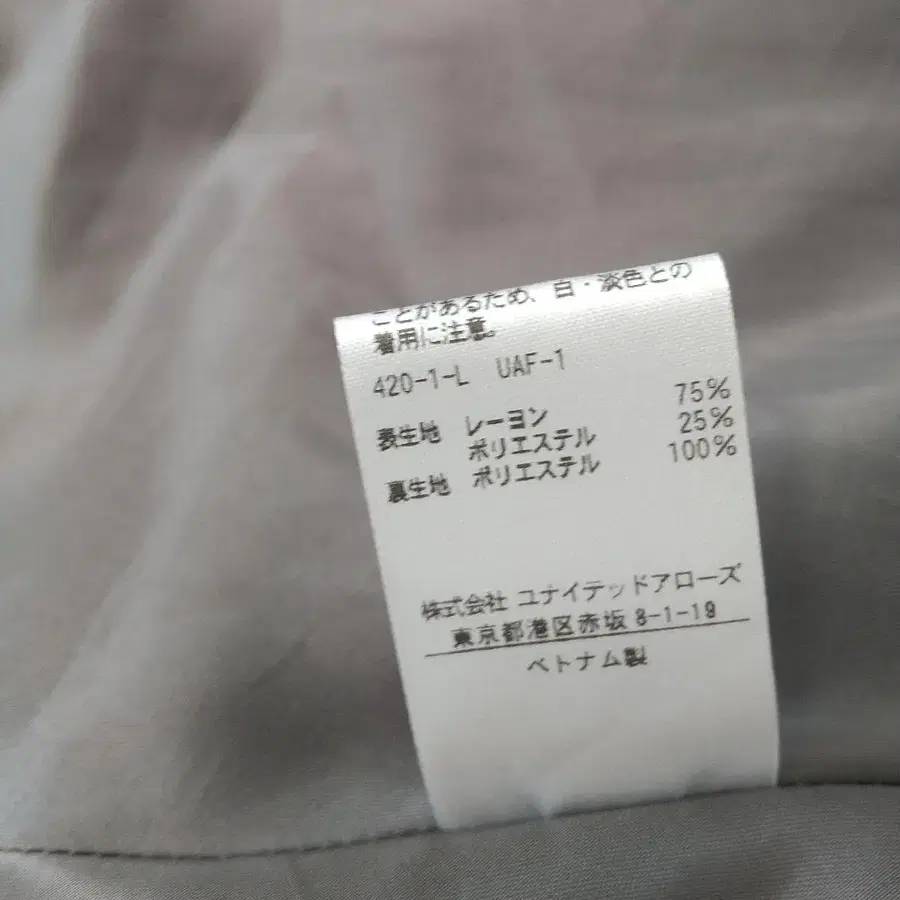 ことがあるため、白・淡色との
着用に注意。
420-1-L UAF-1
表生地 レーヨン 75%
ポリエステル 25%
裏生地 ポリエステル 100%
株式会社 ユナイテッドアローズ
東京都港区赤坂 8-1-19
ベトナム製